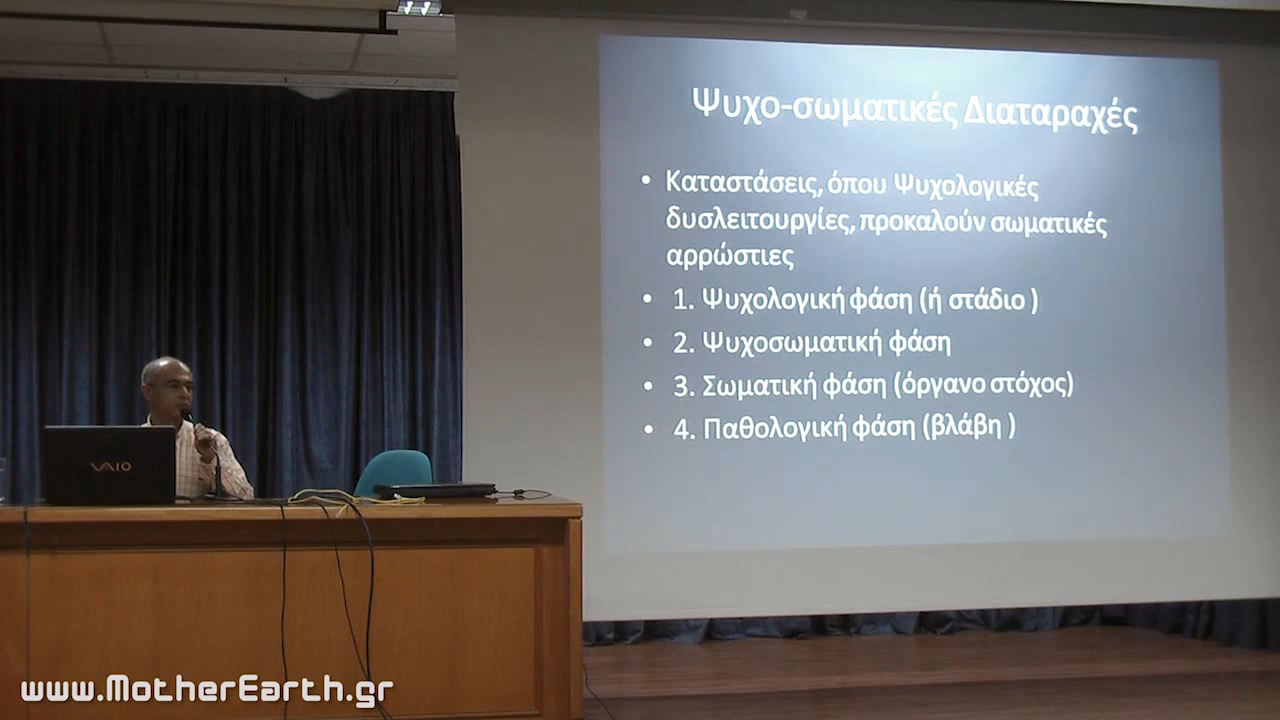 Ψυχο-σωματικές Διαταραχές
• Καταστάσεις, όπου Ψυχολογικές
δυσλειτουργίες, προκαλούν σωματικές
αρρώστιες
• 1. Ψυχολογική φάση (ή στάδιο )
• 2. Ψυχοσωματική φάση
• 3. Σωματική φάση (όργανο στόχος)
• 4. Παθολογική φάση (βλάβη )
VAIO
www.MotherEarth.gr